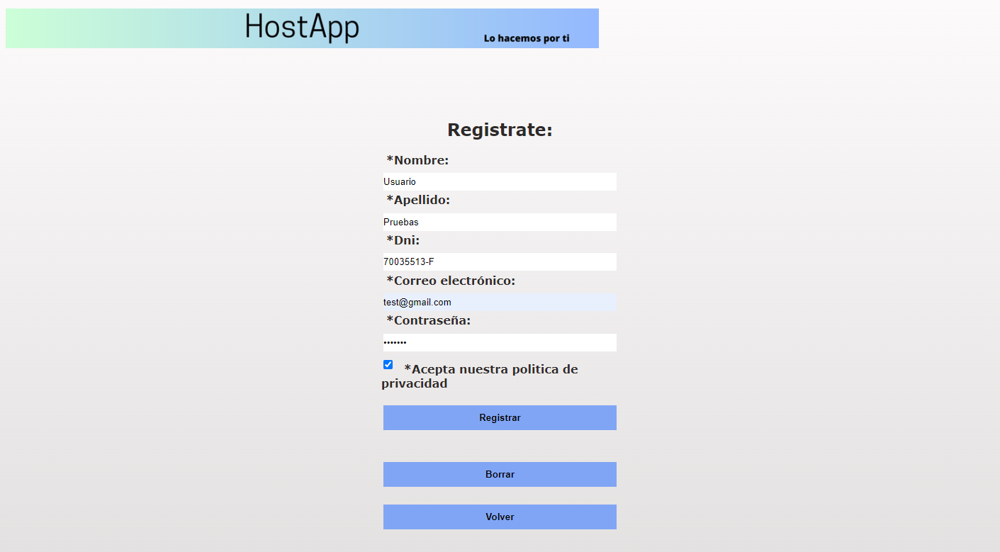 HostApp
Lo hacemos por ti
Registrate:
*Nombre:
Usuario
*Apellido:
Pruebas
*Dni:
70035513-F
*Correo electrónico:
test@gmail.com
*Contraseña:
•••••••
*Acepta nuestra politica de
privacidad
Registrar
Borrar
Volver